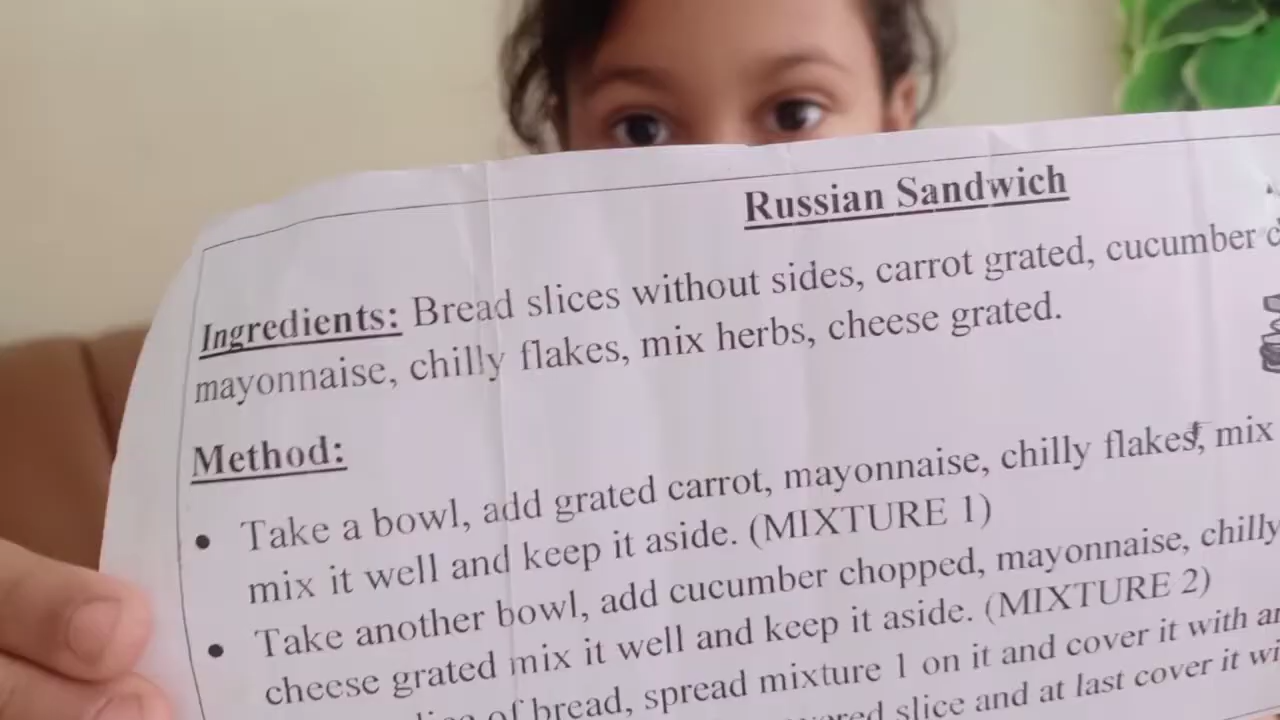 Russian Sandwich
Ingredients: Bread slices without sides, carrot grated, cucumber
mayonnaise, chilly flakes, mix herbs, cheese grated.
Method:
• Take a bowl, add grated carrot, mayonnaise, chilly flakes, mix
mix it well and keep it aside. (MIXTURE 1)
• Take another bowl, add cucumber chopped, mayonnaise, chilly
cheese grated mix it well and keep it aside. (MIXTURE 2)
of bread, spread mixture 1 on it and cover it with
slice and at last cover it